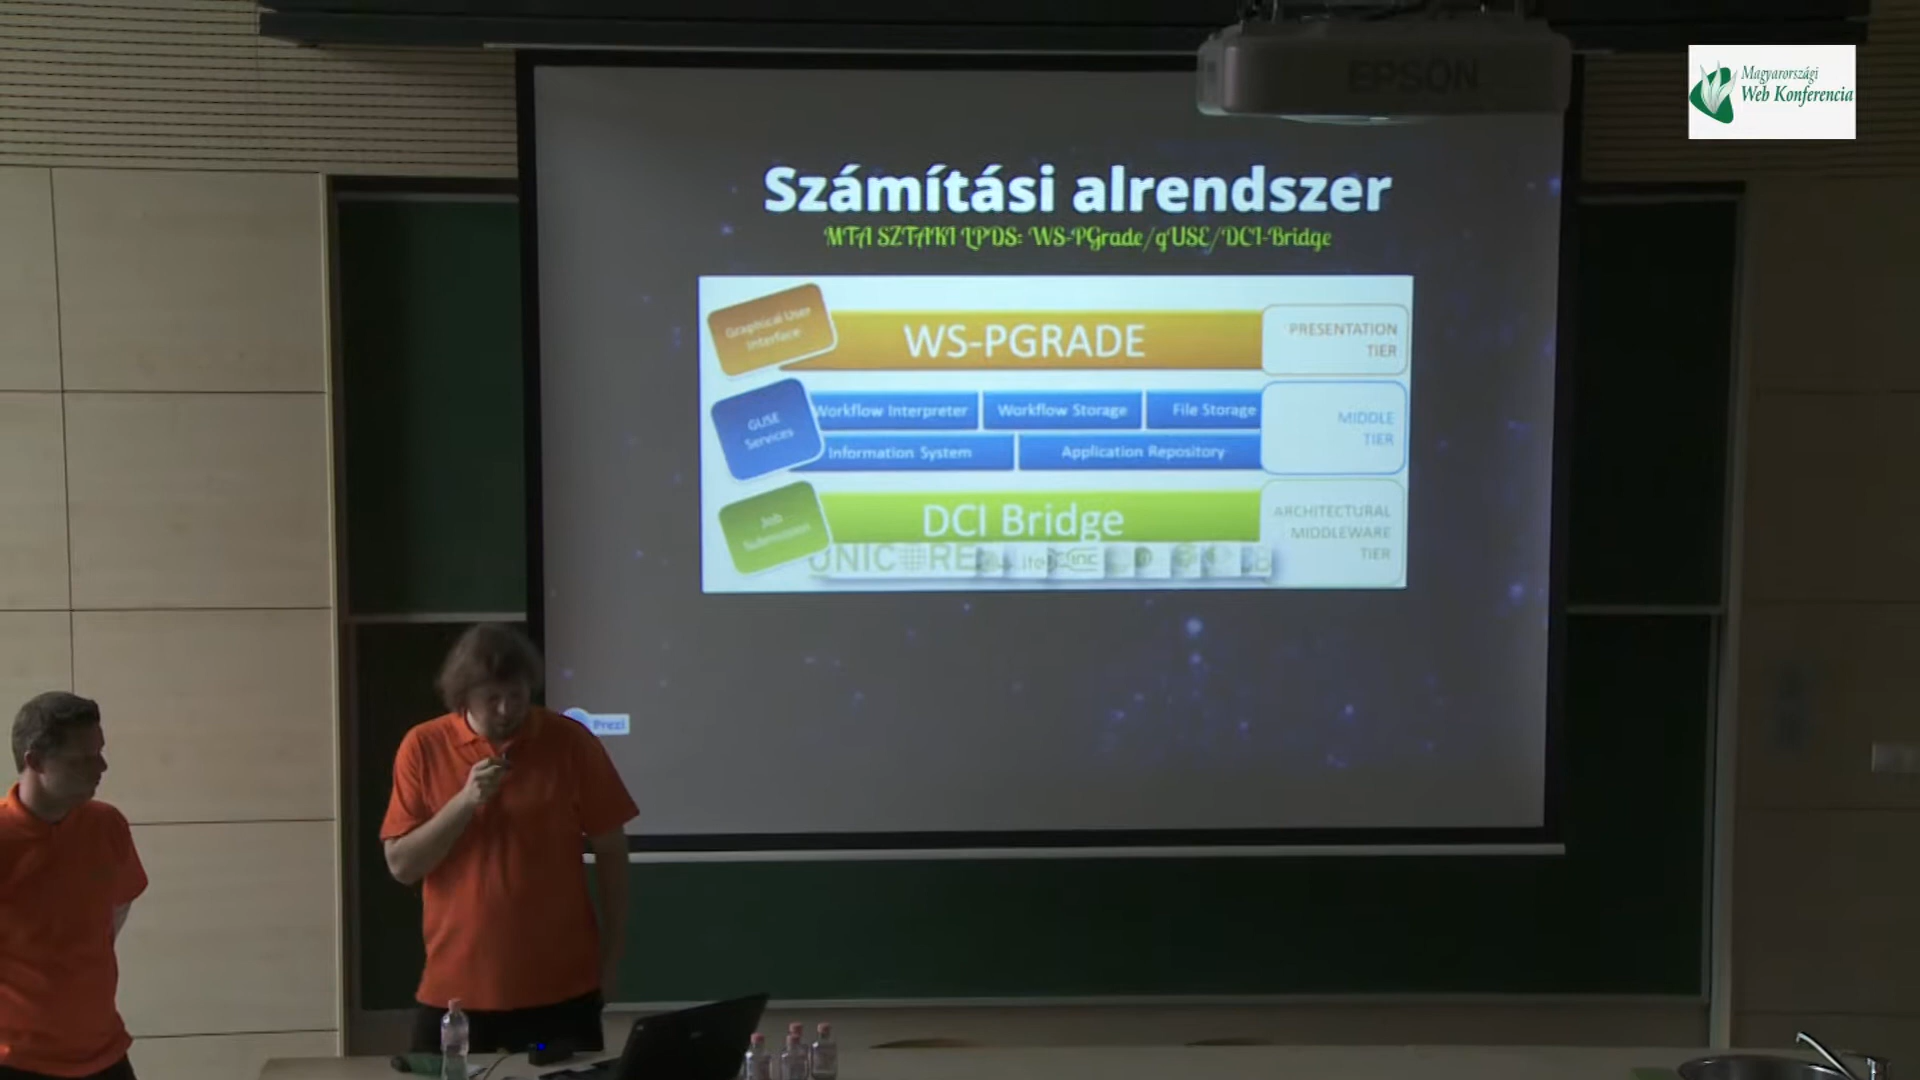 EPSON
Magyarországi
Web Konferencia
Számítási alrendszer
MTA SZTAKI LPDS: WS-PGrade/gUSE/DCI-Bridge
Graphical User
Interface
WS-PGRADE
PRESENTATION
TIER
GUSE
Services
Workflow Interpreter
Workflow Storage
File Storage
Information System
Application Repository
MIDDLE
TIER
Job
Submission
DCI Bridge
ARCHITECTURAL
MIDDLEWARE
TIER
UNICORE
Prezi